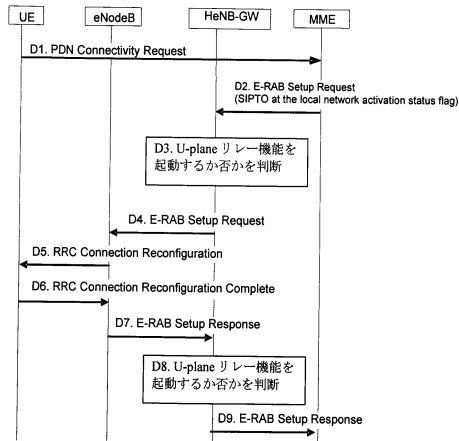 UE eNodeB HeNB-GW MME
D1. PDN Connectivity Request
D2. E-RAB Setup Request
(SIPTO at the local network activation status flag)
D3. U-plane リレー機能を
起動するか否かを判断
D4. E-RAB Setup Request
D5. RRC Connection Reconfiguration
D6. RRC Connection Reconfiguration Complete
D7. E-RAB Setup Response
D8. U-plane リレー機能を
起動するか否かを判断
D9. E-RAB Setup Response